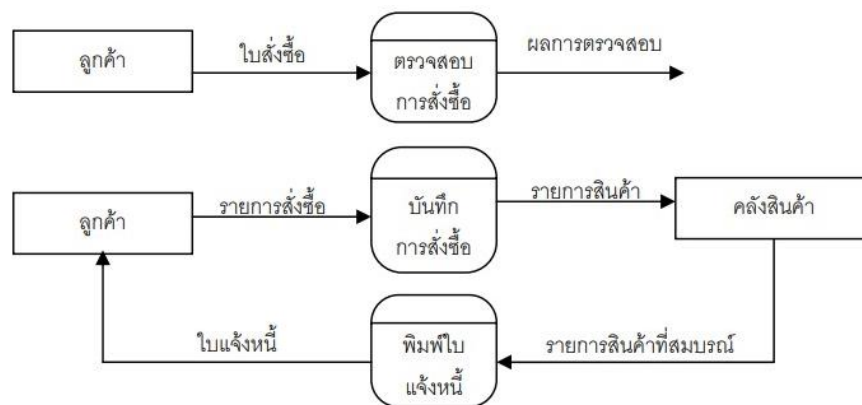 ลูกค้า
ใบสั่งซื้อ
ตรวจสอบ
การสั่งซื้อ
ผลการตรวจสอบ
ลูกค้า
รายการสั่งซื้อ
บันทึก
การสั่งซื้อ
รายการสินค้า
คลังสินค้า
ใบแจ้งหนี้
พิมพ์ใบ
แจ้งหนี้
รายการสินค้าที่สมบรณ์